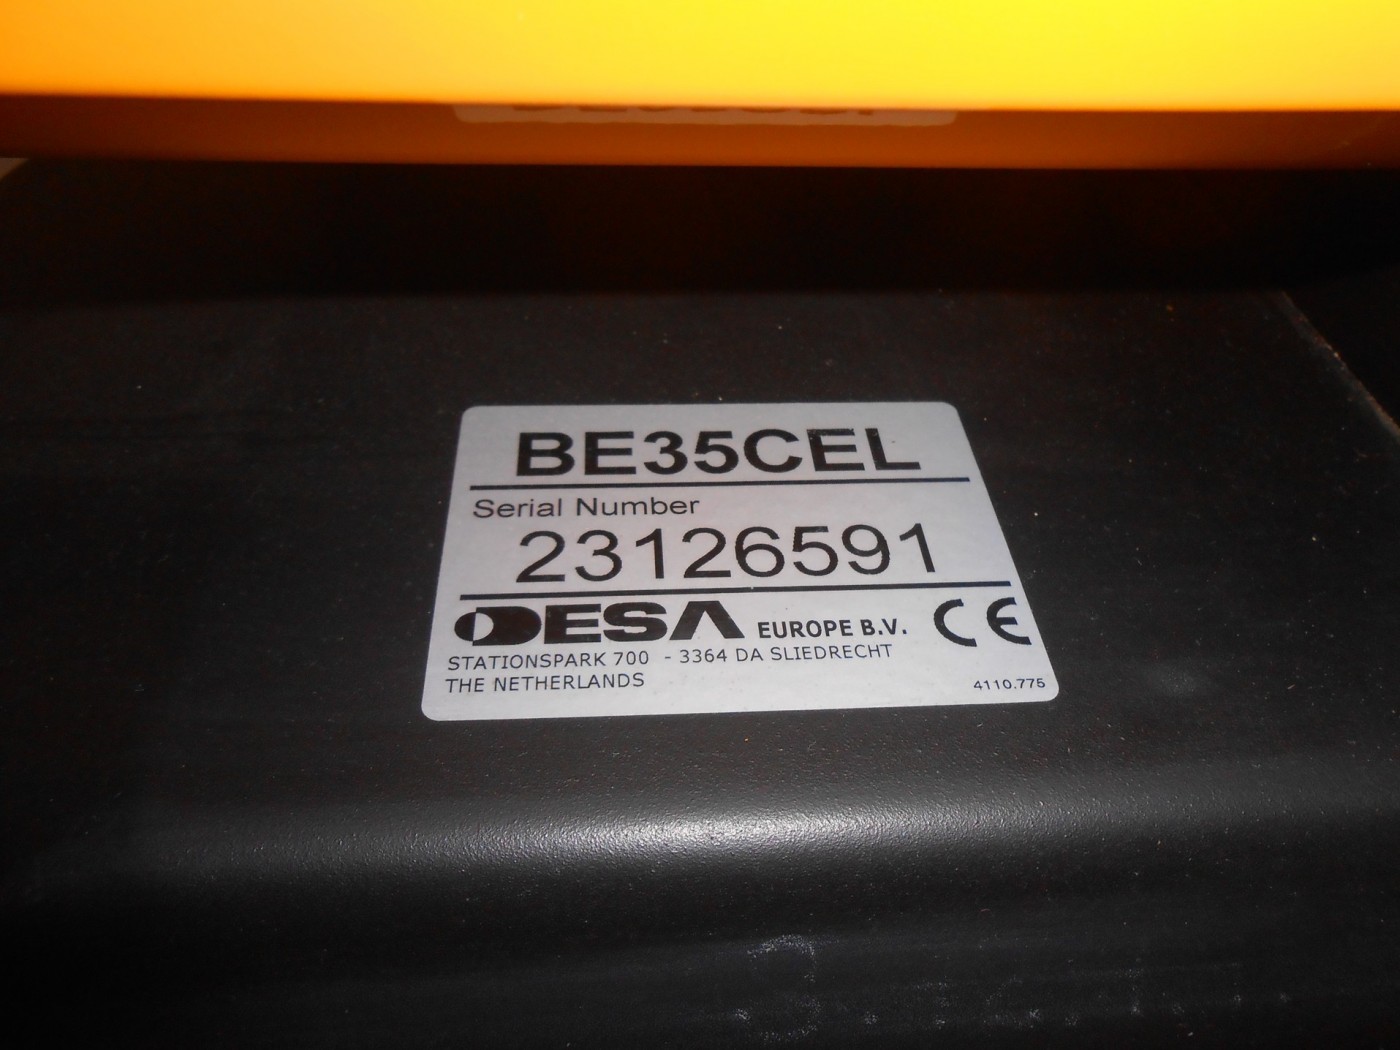 BE35CEL
Serial Number
23126591
DESA EUROPE B.V. CE
STATIONSPARK 700 - 3364 DA SLIEDRECHT
THE NETHERLANDS
4110.775